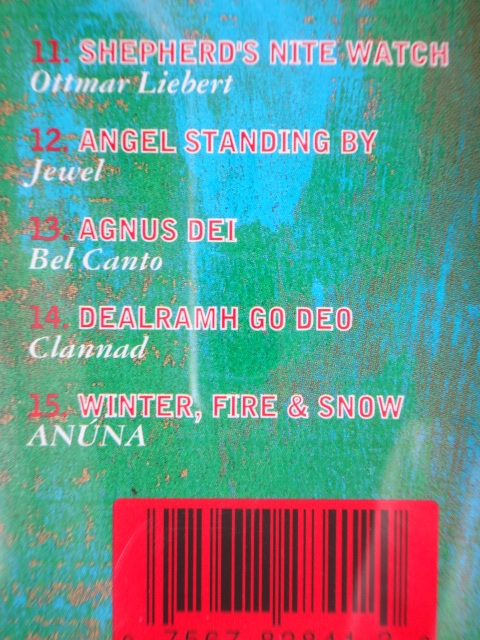 11. SHEPHERD'S NITE WATCH
Ottmar Liebert
12. ANGEL STANDING BY
Jewel
13. AGNUS DEI
Bel Canto
14. DEALRAMH GO DEO
Clannad
15. WINTER, FIRE & SNOW
ANÚNA